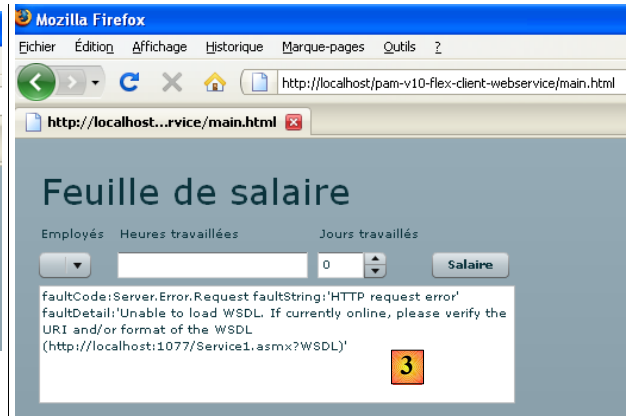 Mozilla Firefox
Fichier Édition Affichage Historique Marque-pages Outils ?
http://localhost/pam-v10-flex-client-webservice/main.html
http://localhost...rvice/main.html
Feuille de salaire
Employés Heures travaillées Jours travaillés
0 Salaire
faultCode:Server.Error.Request faultString:'HTTP request error'
faultDetail:'Unable to load WSDL. If currently online, please verify the
URI and/or format of the WSDL
(http://localhost:1077/Service1.asmx?WSDL)'
3